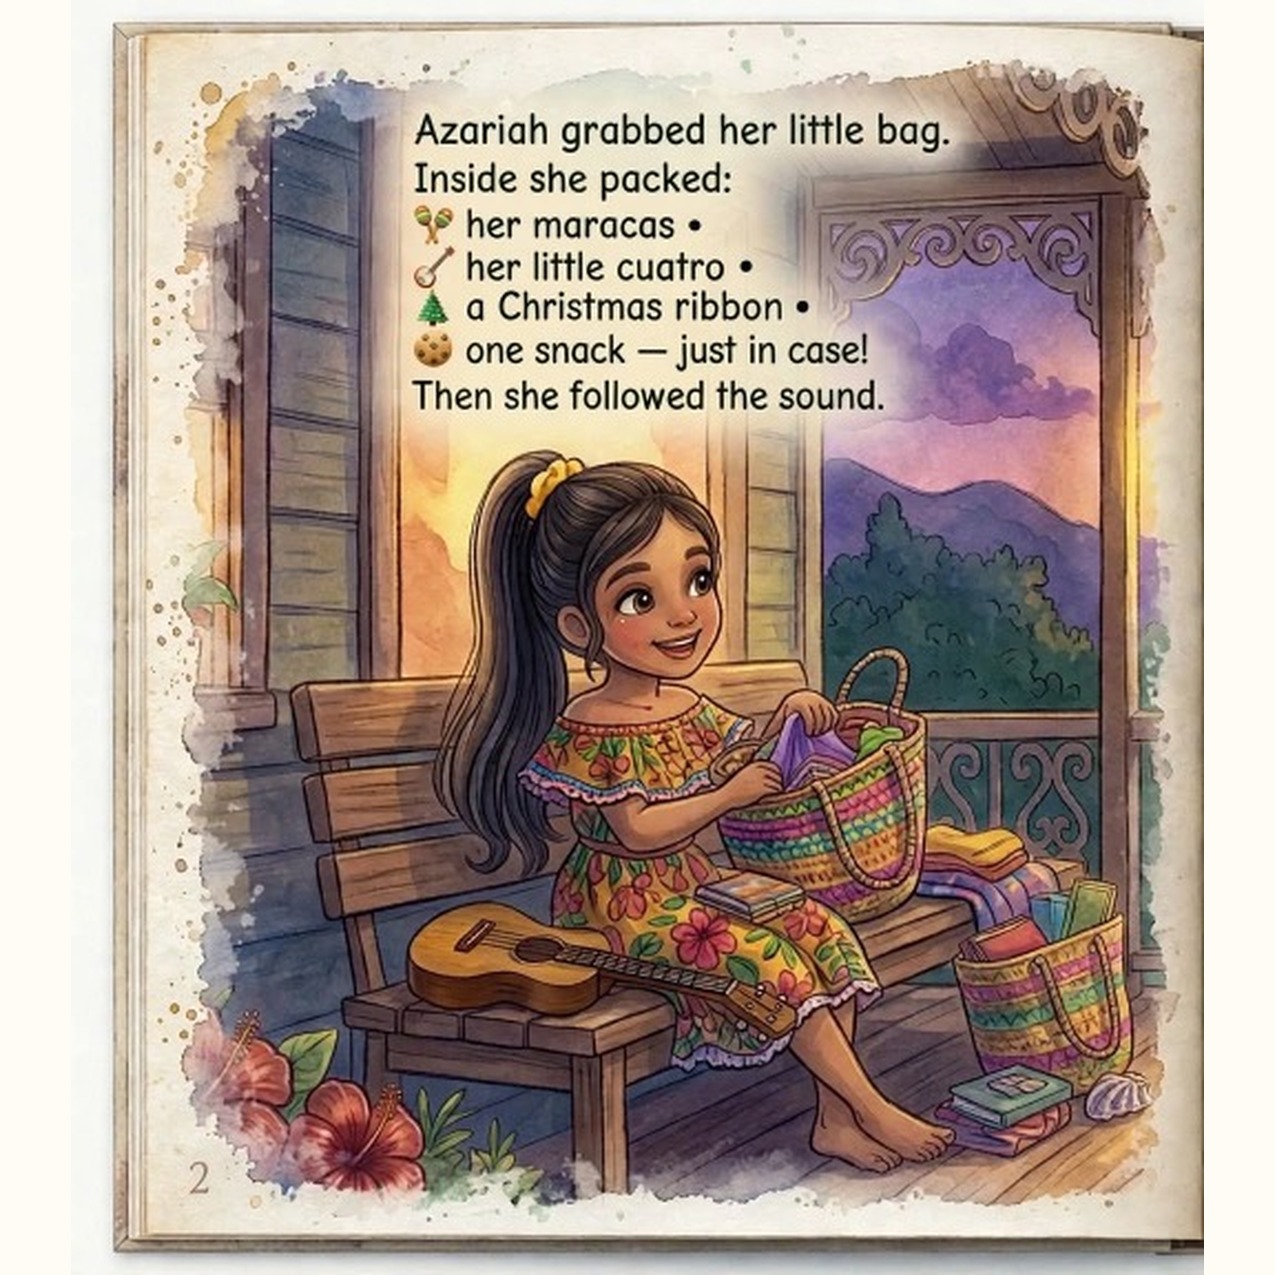 Azariah grabbed her little bag.
Inside she packed:
🪇 her maracas •
🪕 her little cuatro •
🎄 a Christmas ribbon •
🍪 one snack — just in case!
Then she followed the sound.
2